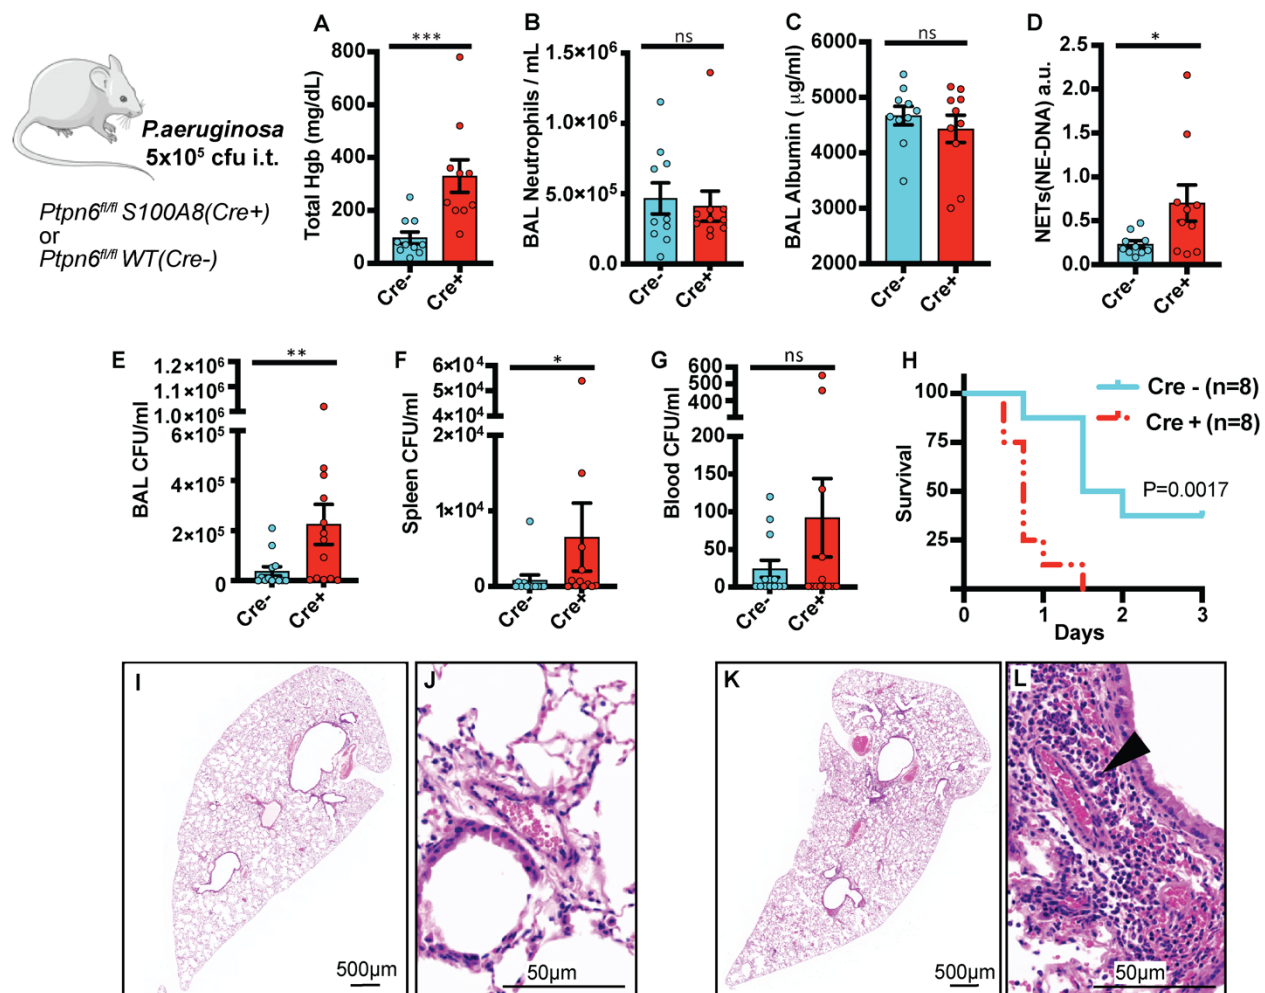 P.aeruginosa
5x10⁵ cfu i.t.
Ptpn6fl/fl S100A8(Cre+)
or
Ptpn6fl/fl WT(Cre-)
A
***
Total Hgb (mg/dL)
800
600
400
200
0
Cre-
Cre+
B
ns
BAL Neutrophils / mL
1.5×10⁶
1.0×10⁶
5.0×10⁵
0.0
Cre-
Cre+
C
ns
BAL Albumin ( µg/ml)
6000
5000
4000
3000
2000
Cre-
Cre+
D
*
NETs(NE-DNA) a.u.
2.5
2.0
1.5
1.0
0.5
0.0
Cre-
Cre+
E
**
BAL CFU/ml
1.2×10⁶
1.1×10⁶
1.0×10⁶
6×10⁵
4×10⁵
2×10⁵
0
Cre-
Cre+
F
*
Spleen CFU/ml
6×10⁴
5×10⁴
4×10⁴
2×10⁴
1×10⁴
0
Cre-
Cre+
G
ns
Blood CFU/ml
600
500
400
200
150
100
50
0
Cre-
Cre+
H
Survival
100
75
50
25
0
1
2
3
Days
Cre - (n=8)
Cre + (n=8)
P=0.0017
I
500µm
J
50µm
K
500µm
L
50µm